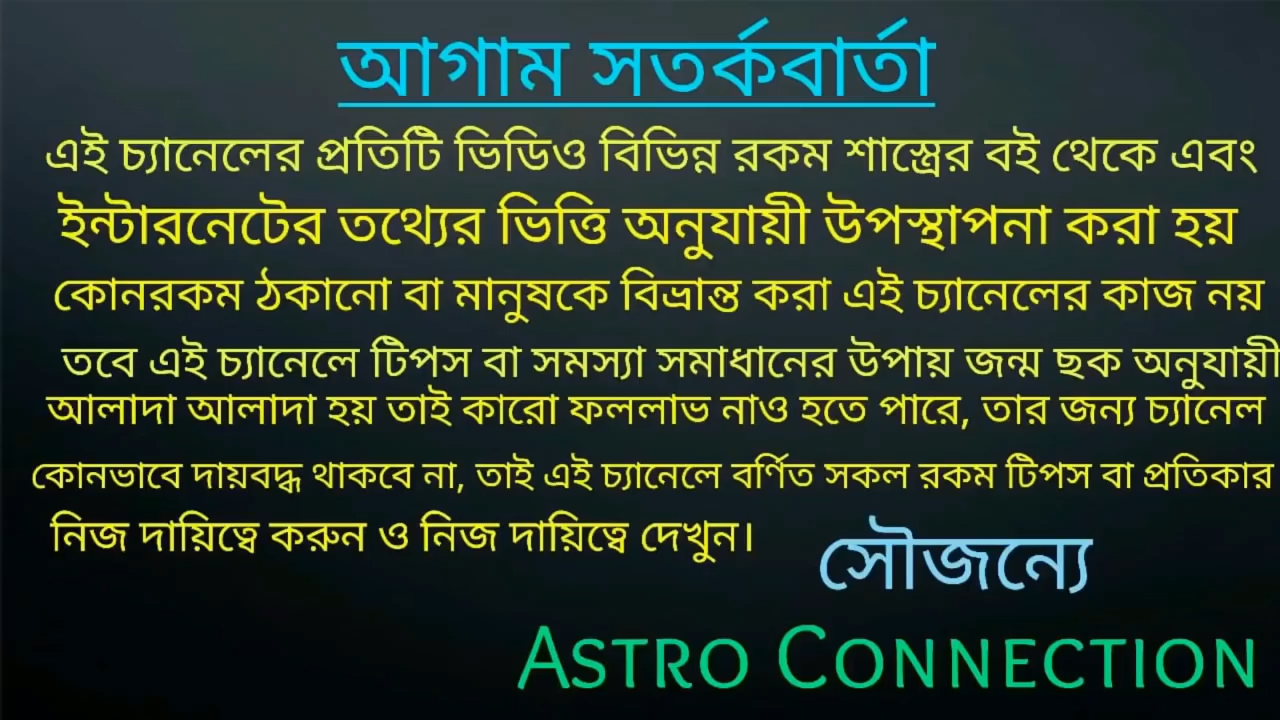 আগাম সতর্কবার্তা
এই চ্যানেলের প্রতিটি ভিডিও বিভিন্ন রকম শাস্ত্রের বই থেকে এবং
ইন্টারনেটের তথ্যের ভিত্তি অনুযায়ী উপস্থাপনা করা হয়
কোনরকম ঠকানো বা মানুষকে বিভ্রান্ত করা এই চ্যানেলের কাজ নয়
তবে এই চ্যানেলে টিপস বা সমস্যা সমাধানের উপায় জন্ম ছক অনুযায়ী
আলাদা আলাদা হয় তাই কারো ফললাভ নাও হতে পারে, তার জন্য চ্যানেল
কোনভাবে দায়বদ্ধ থাকবে না, তাই এই চ্যানেলে বর্ণিত সকল রকম টিপস বা প্রতিকার
নিজ দায়িত্বে করুন ও নিজ দায়িত্বে দেখুন।
সৌজন্যে
ASTRO CONNECTION